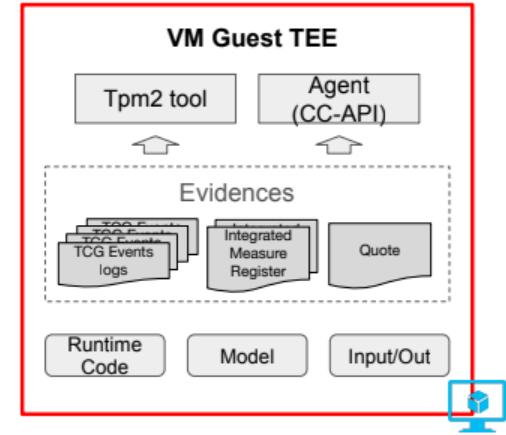 VM Guest TEE
Tpm2 tool
Agent
(CC-API)
Evidences
TCG Events
TCG Events
TCG Events
TCG Events
logs
Integrated
Integrated
Measure
Register
Quote
Runtime
Code
Model
Input/Out